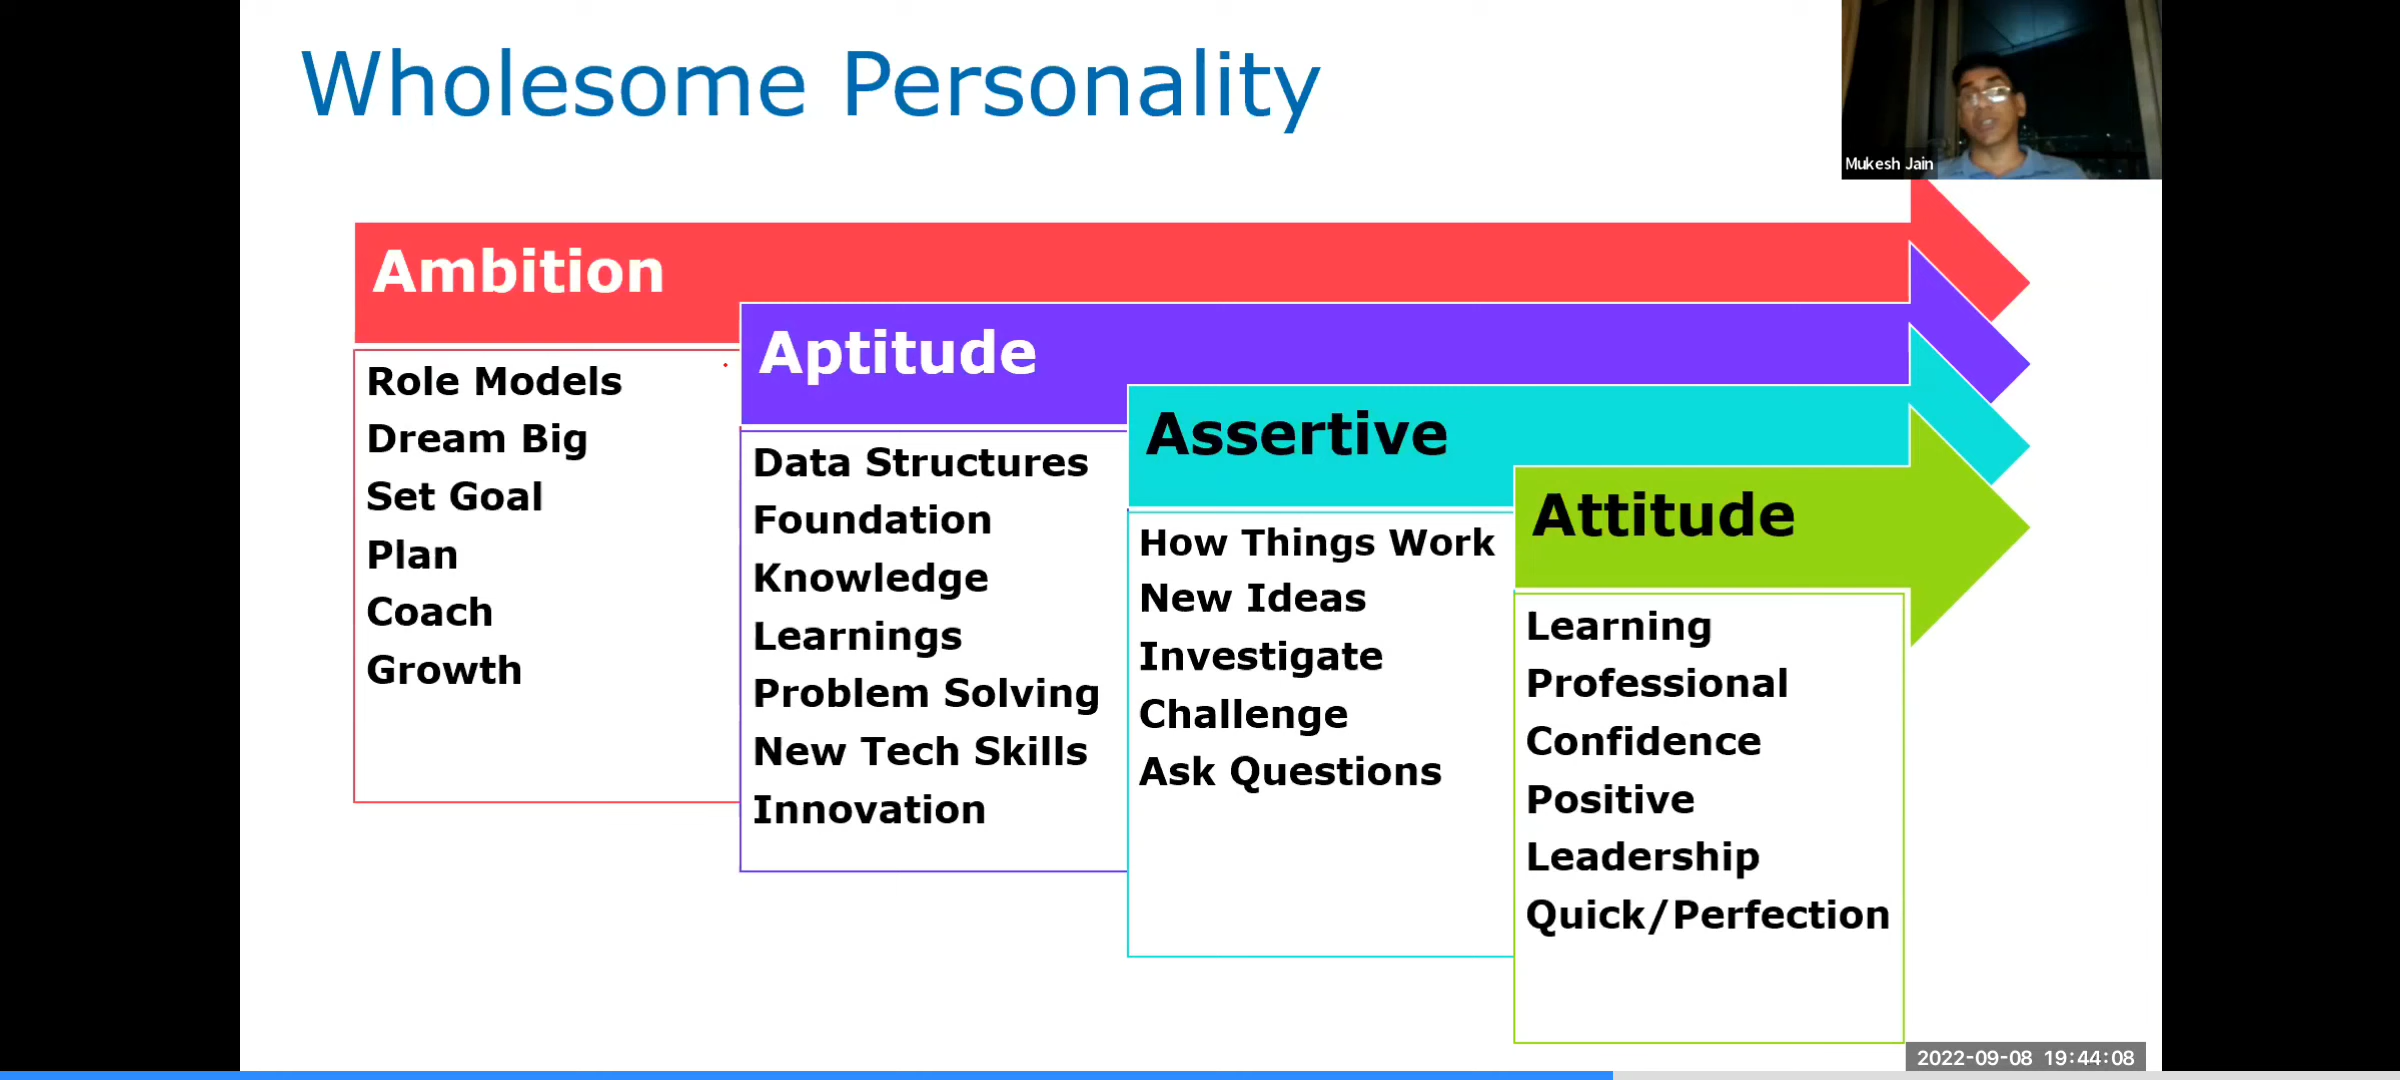 Wholesome Personality
Mukesh Jain
Ambition
Role Models
Dream Big
Set Goal
Plan
Coach
Growth
Aptitude
Data Structures
Foundation
Knowledge
Learnings
Problem Solving
New Tech Skills
Innovation
Assertive
How Things Work
New Ideas
Investigate
Challenge
Ask Questions
Attitude
Learning
Professional
Confidence
Positive
Leadership
Quick/Perfection
2022-09-08 19:44:08